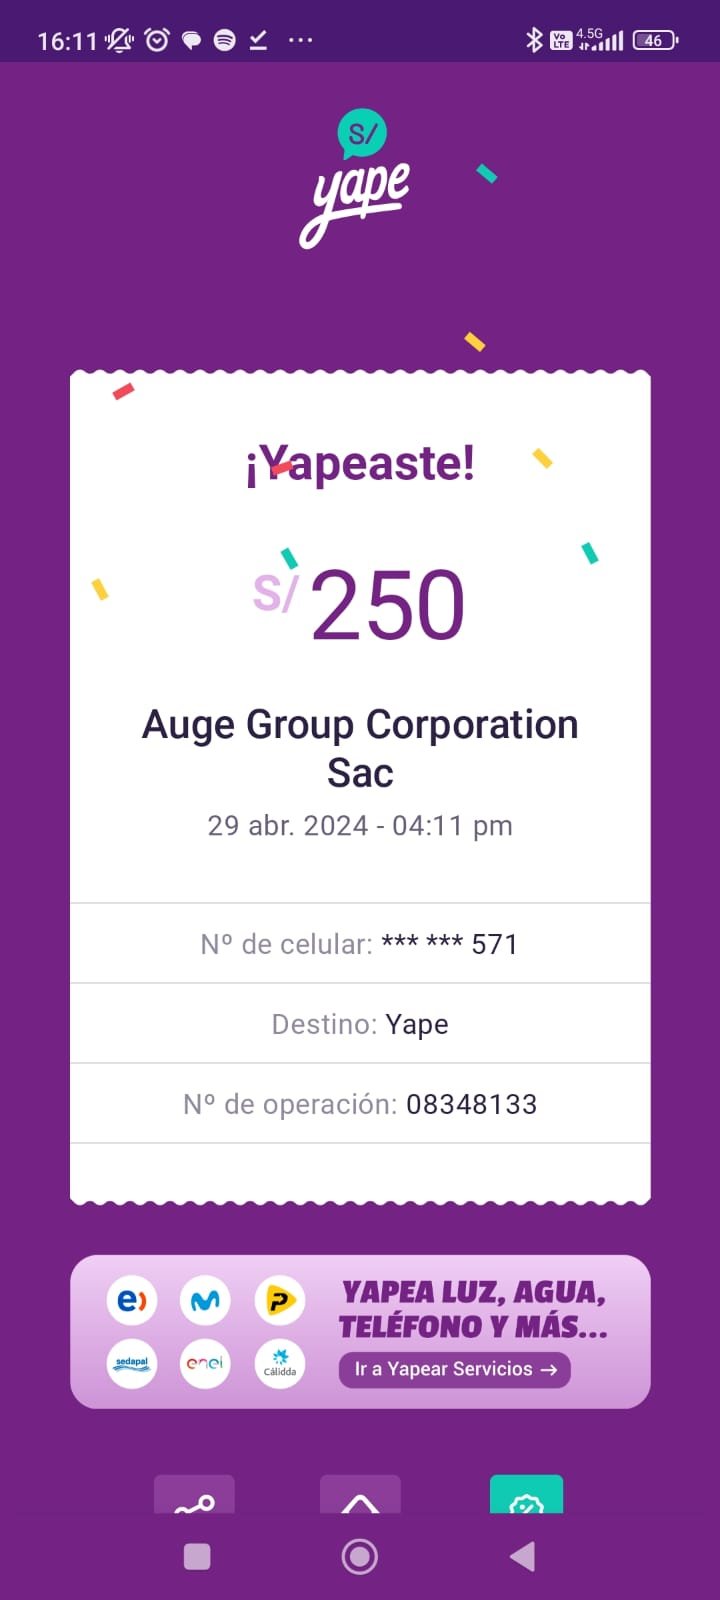 16:11 4.5G 46
Vo
LTE
S/
yape
¡Yapeaste!
S/ 250
Auge Group Corporation
Sac
29 abr. 2024 - 04:11 pm
Nº de celular: *** *** 571
Destino: Yape
Nº de operación: 08348133
YAPEA LUZ, AGUA,
TELÉFONO Y MÁS...
Ir a Yapear Servicios →
e) M P
sedapal enel Cálidda